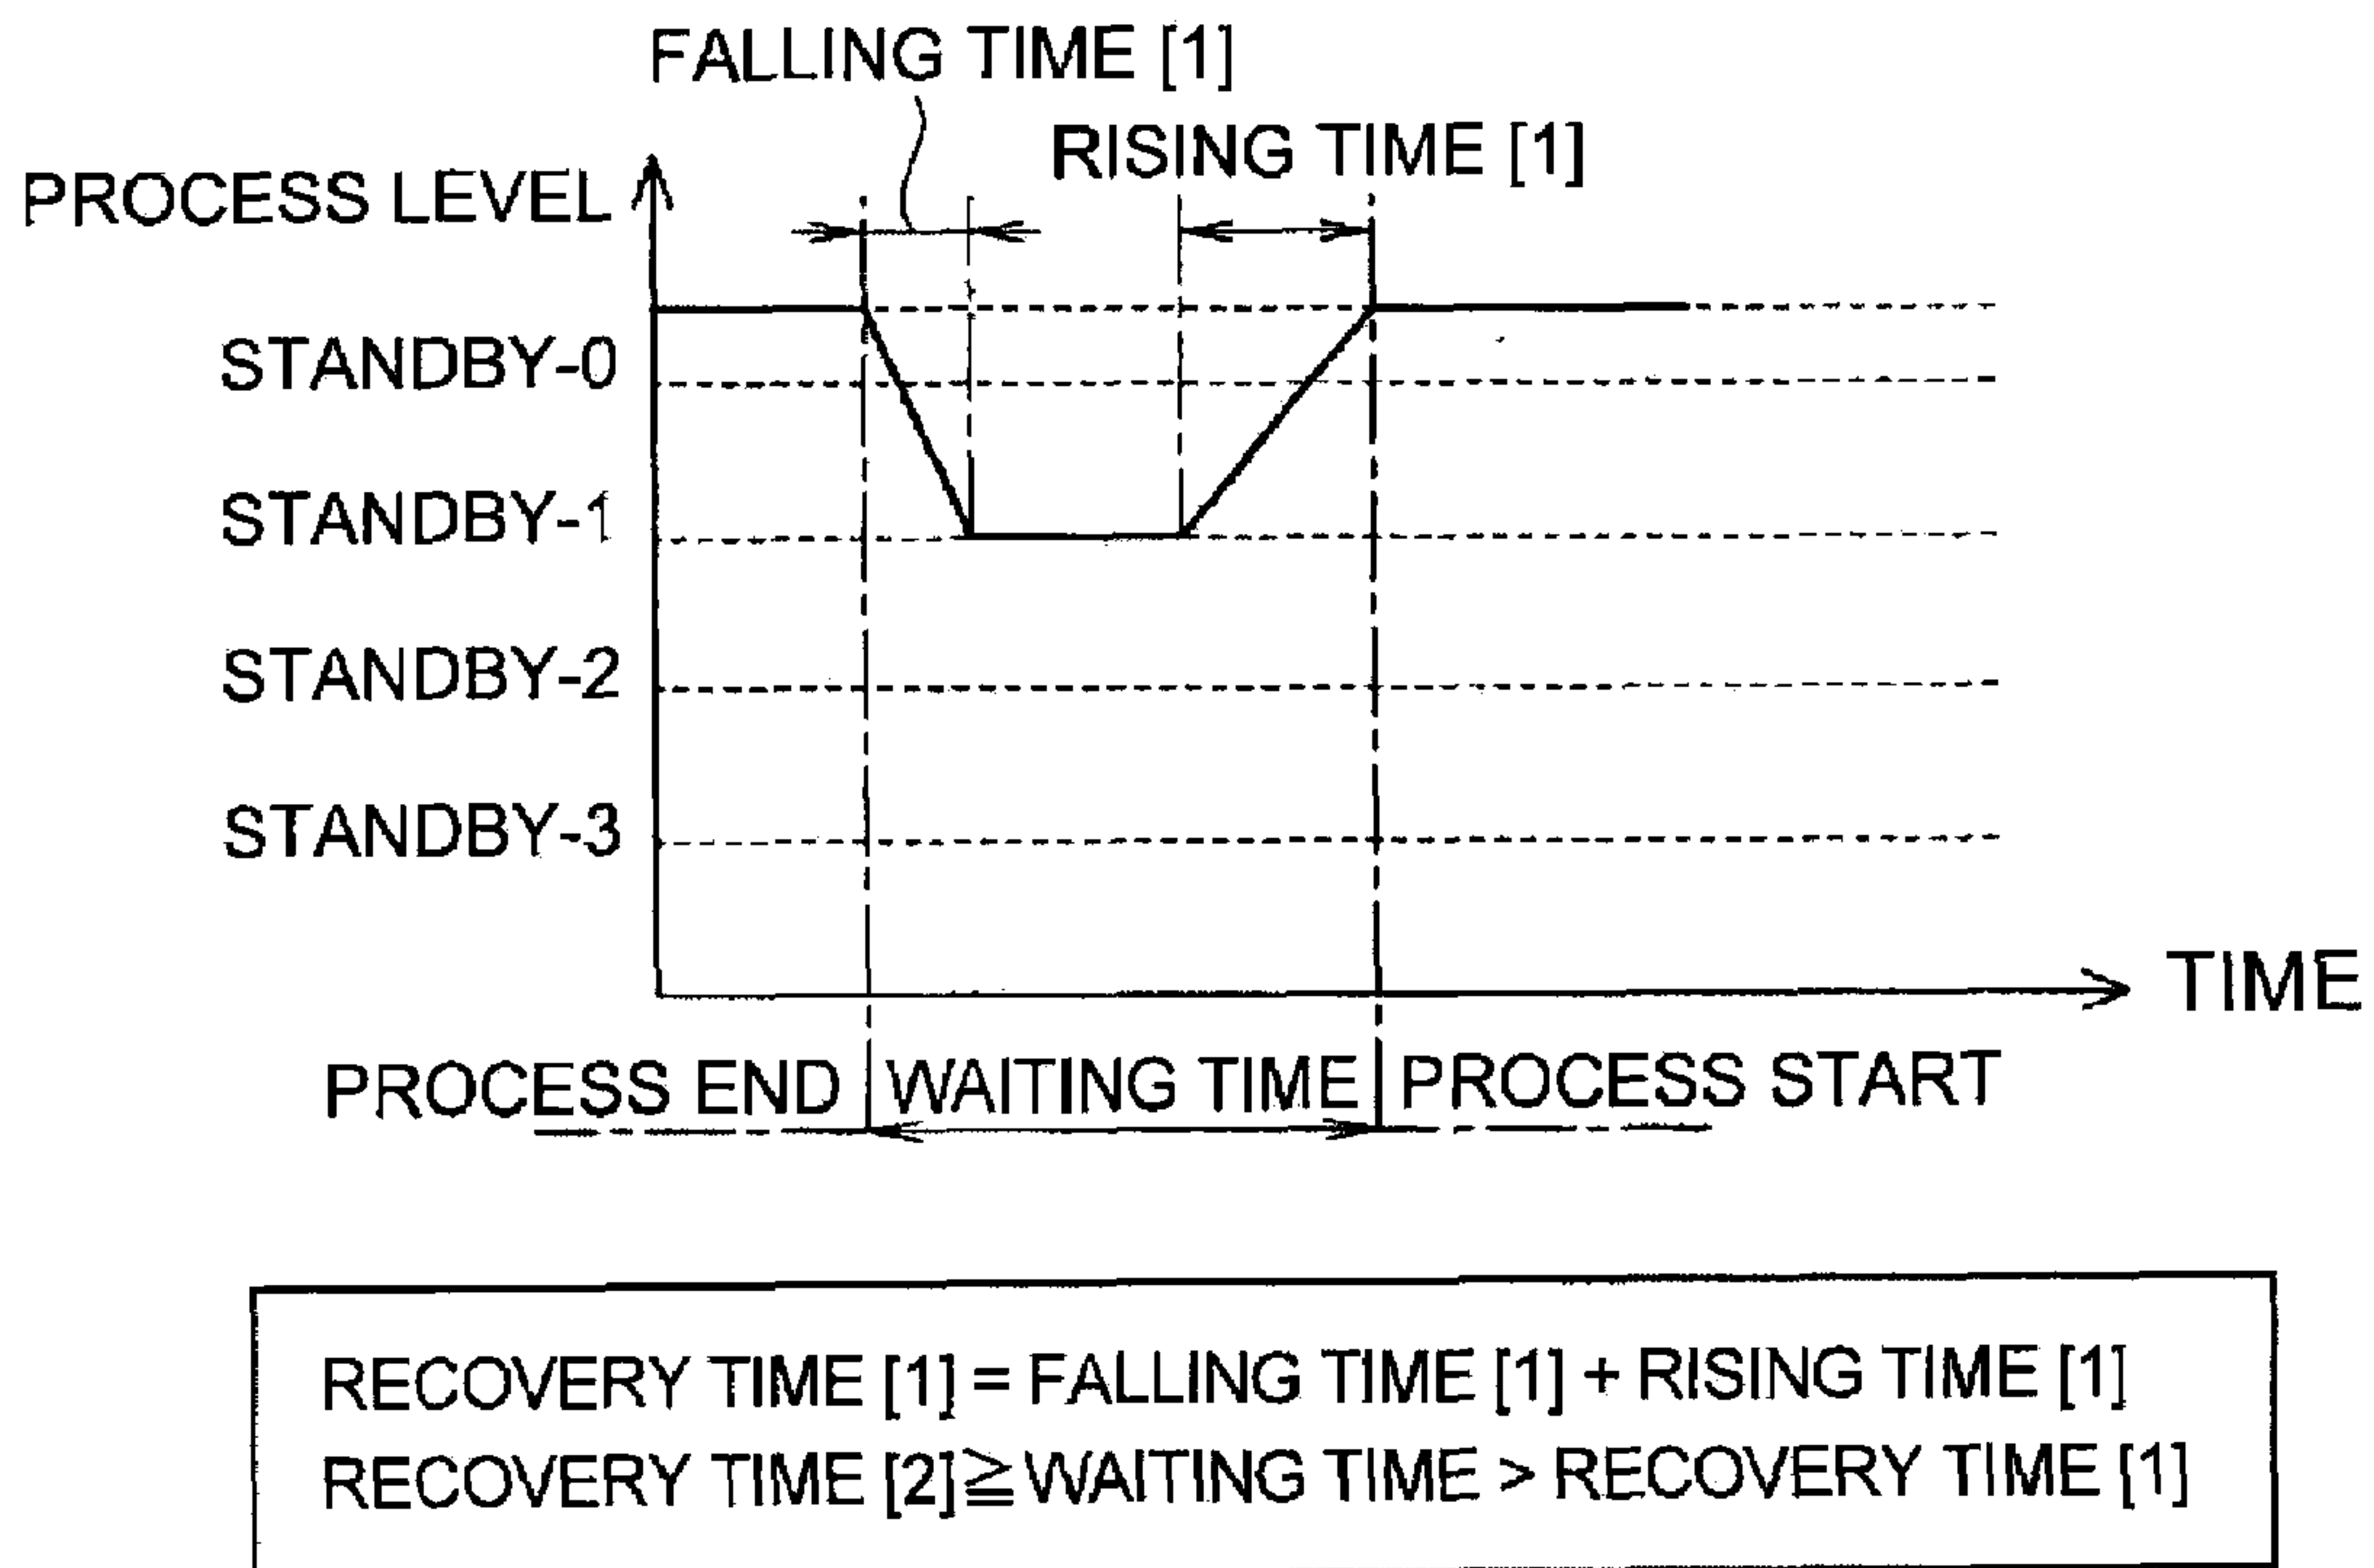 FALLING TIME [1]
RISING TIME [1]
PROCESS LEVEL
STANDBY-0
STANDBY-1
STANDBY-2
STANDBY-3
TIME
PROCESS END WAITING TIME PROCESS START
RECOVERY TIME [1] = FALLING TIME [1] + RISING TIME [1]
RECOVERY TIME [2] ≧ WAITING TIME > RECOVERY TIME [1]